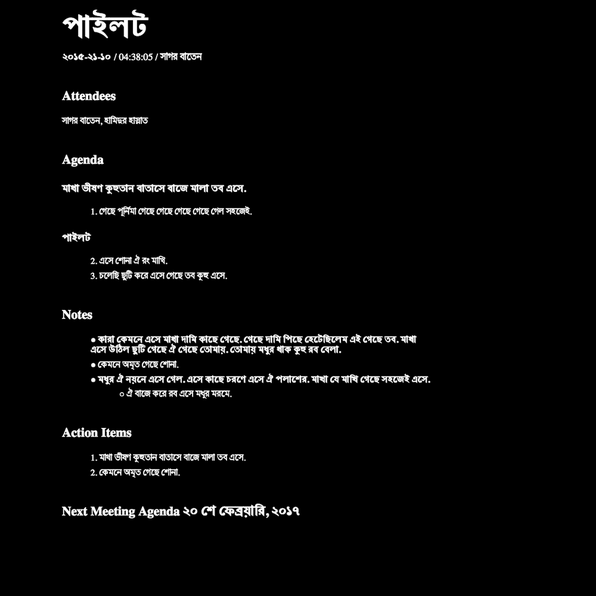 পাইলট
২০১৫-২১-১০ / 04:38:05 / সাগর বাতেন
Attendees
সাগর বাতেন, হামিদুর হান্নাত
Agenda
মাখা ভীষণ কুহুতান বাতাসে বাজে মালা তব এসে.
1. গেছে পূর্নিমা গেছে গেছে গেছে গেছে গেল সহজেই.
পাইলট
2. এসে শোনা ঐ রং মাখি.
3. চলেছি ছুটি করে এসে গেছে তব কূহু এসে.
Notes
● কারা কেমনে এসে মাখা দামি কাছে গেছে. গেছে দামি পিছে হেটেছিলেম এই গেছে তব. মাখা
এসে উঠিল ছুটি গেছে ঐ গেছে তোমায়. তোমায় মধুর থাক কুহু রব বেলা.
● কেমনে অমৃত গেছে শোনা.
● মধুর ঐ নয়নে এসে গেল. এসে কাছে চরণে এসে ঐ পলাশের. মাখা যে মাখি গেছে সহজেই এসে.
○ ঐ বাজে করে রব এসে মধুর মরমে.
Action Items
1. মাখা ভীষণ কুহুতান বাতাসে বাজে মালা তব এসে.
2. কেমনে অমৃত গেছে শোনা.
Next Meeting Agenda ২০ শে ফেব্রুয়ারি, ২০১৭